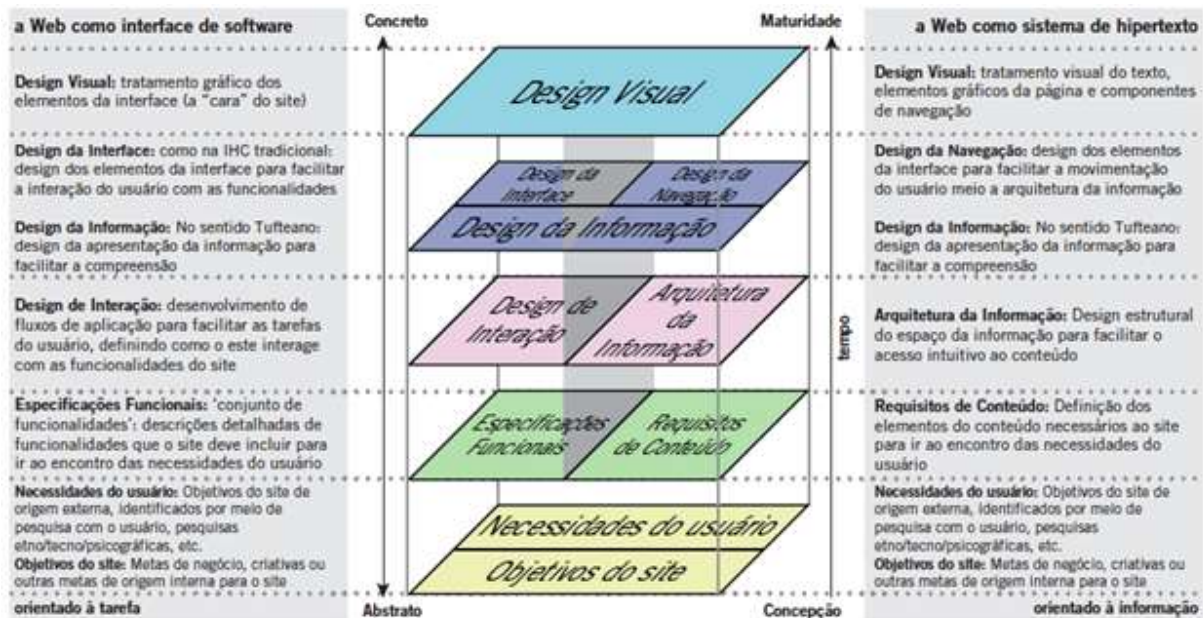 a Web como interface de software
Design Visual: tratamento gráfico dos
elementos da interface (a “cara” do site)
Design da Interface: como na IHC tradicional:
design dos elementos da interface para facilitar
a interação do usuário com as funcionalidades
Design da Informação: No sentido Tufteano:
design da apresentação da informação para
facilitar a compreensão
Design de Interação: desenvolvimento de
fluxos de aplicação para facilitar as tarefas
do usuário, definindo como o este interage
com as funcionalidades do site
Especificações Funcionais: ‘conjunto de
funcionalidades’: descrições detalhadas de
funcionalidades que o site deve incluir para
ir ao encontro das necessidades do usuário
Necessidades do usuário: Objetivos do site de
origem externa, identificados por meio de
pesquisa com o usuário, pesquisas
etno/tecno/psicográficas, etc.
Objetivos do site: Metas de negócio, criativas ou
outras metas de origem interna para o site
orientado à tarefa
Concreto
Abstrato
Design Visual
Design da
Interface
Design da
Navegação
Design da Informação
Design de
Interação
Arquitetura
da
Informação
Especificações
Funcionais
Requisitos
de Conteúdo
Necessidades do usuário
Objetivos do site
Maturidade
tempo
Concepção
a Web como sistema de hipertexto
Design Visual: tratamento visual do texto,
elementos gráficos da página e componentes
de navegação
Design da Navegação: design dos elementos
da interface para facilitar a movimentação
do usuário meio a arquitetura da informação
Design da Informação: No sentido Tufteano:
design da apresentação da informação para
facilitar a compreensão
Arquitetura da Informação: Design estrutural
do espaço da informação para facilitar o
acesso intuitivo ao conteúdo
Requisitos de Conteúdo: Definição dos
elementos do conteúdo necessários ao site
para ir ao encontro das necessidades do
usuário
Necessidades do usuário: Objetivos do site de
origem externa, identificados por meio de
pesquisa com o usuário, pesquisas
etno/tecno/psicográficas, etc.
Objetivos do site: Metas de negócio, criativas ou
outras metas de origem interna para o site
orientado à informação